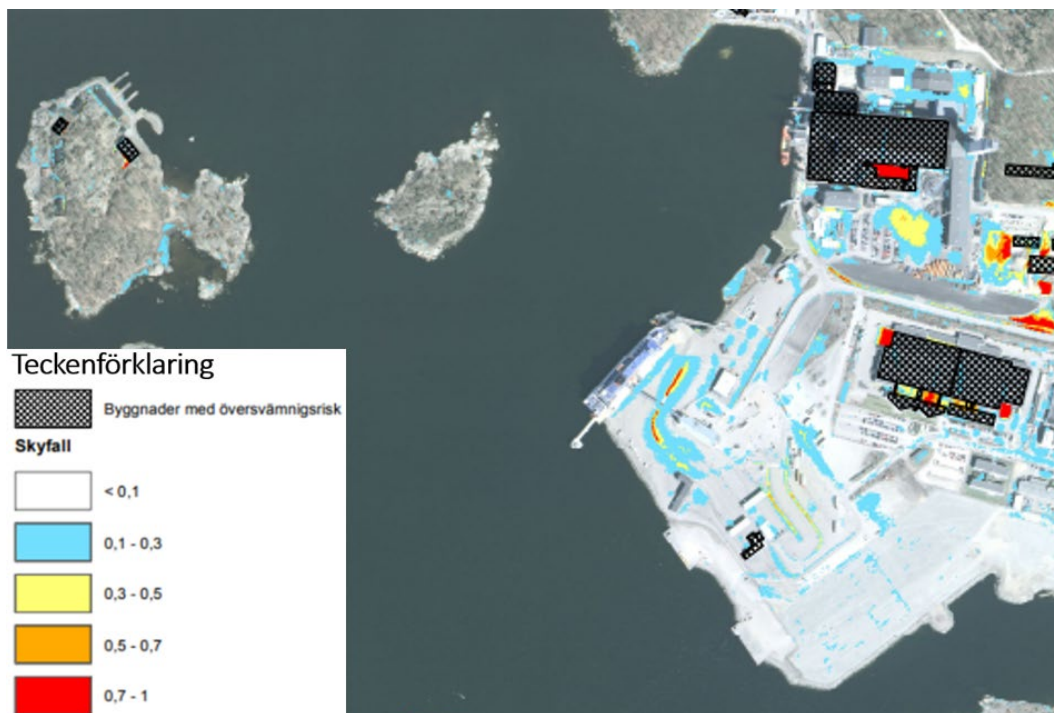 Teckenförklaring
Byggnader med översvämnigsrisk
Skyfall
< 0,1
0,1 - 0,3
0,3 - 0,5
0,5 - 0,7
0,7 - 1